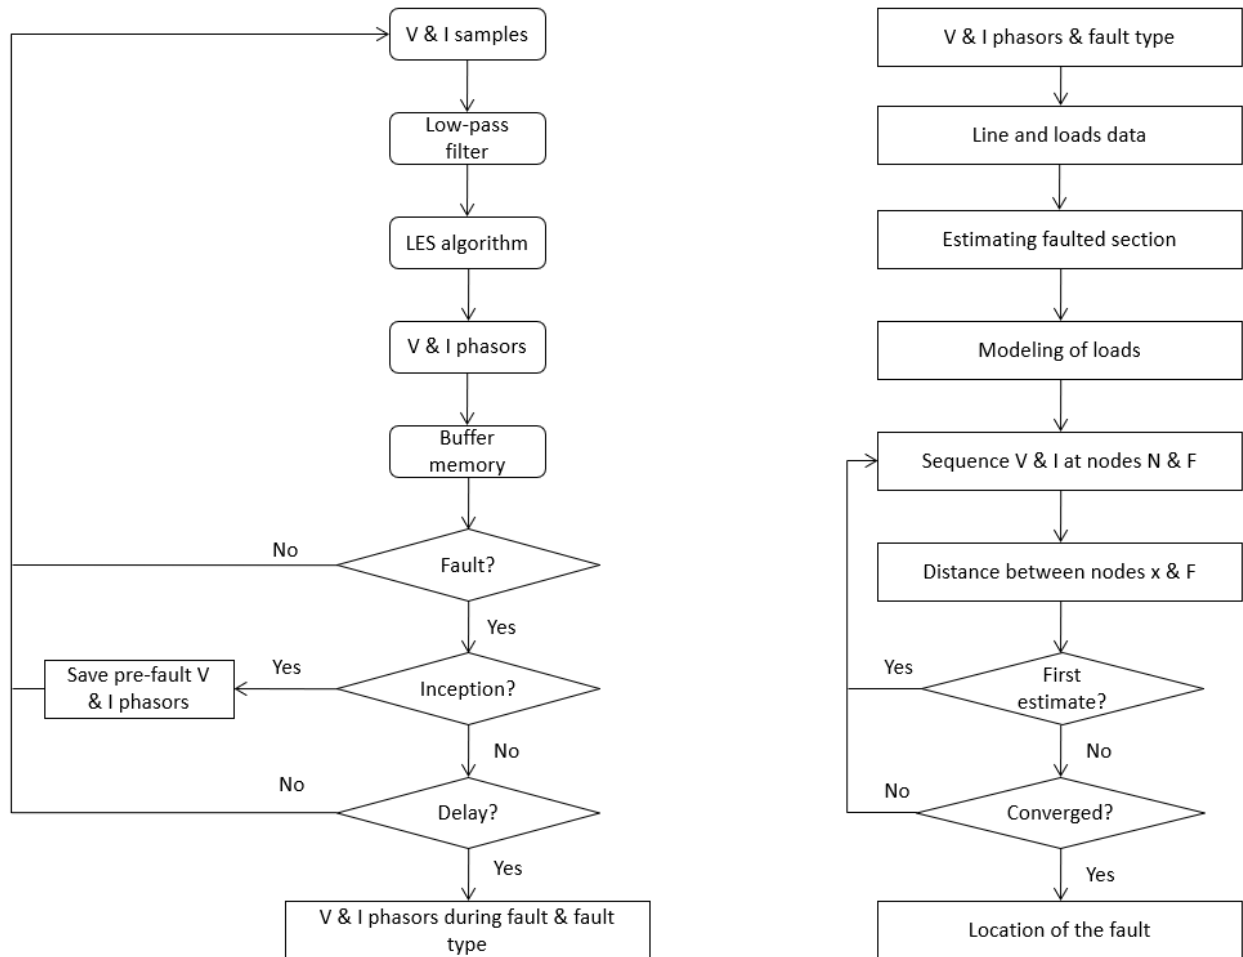 V & I samples
Low-pass
filter
LES algorithm
V & I phasors
Buffer
memory
No
Fault?
Yes
Save pre-fault V
& I phasors
Yes
Inception?
No
No
Delay?
Yes
V & I phasors during fault & fault
type
V & I phasors & fault type
Line and loads data
Estimating faulted section
Modeling of loads
Sequence V & I at nodes N & F
Distance between nodes x & F
Yes
First
estimate?
No
No
Converged?
Yes
Location of the fault